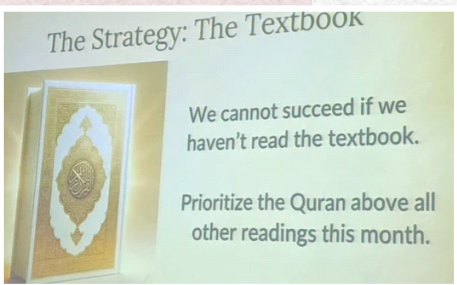 The Strategy: The Textbook
We cannot succeed if we
haven't read the textbook.
Prioritize the Quran above all
other readings this month.